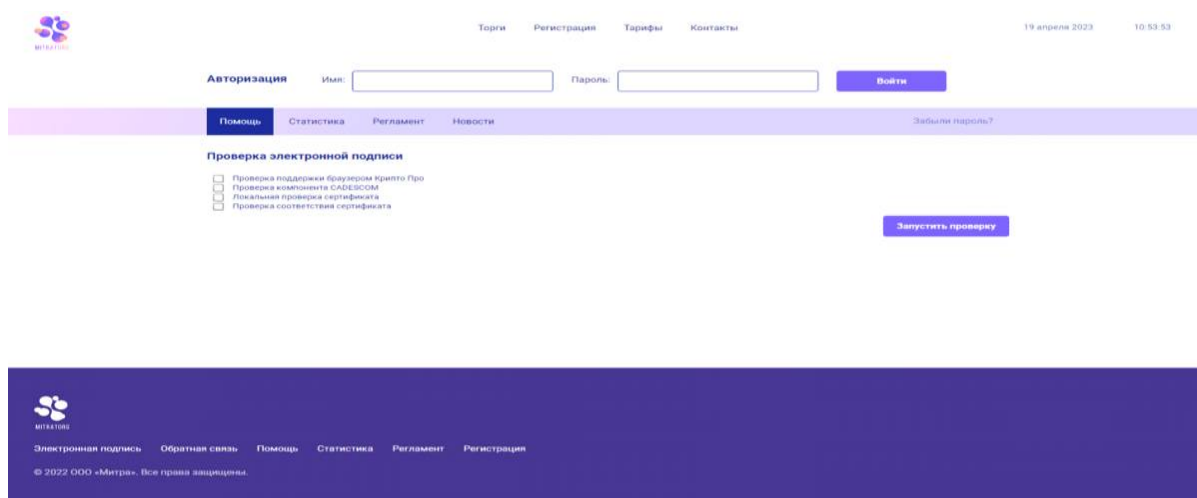 Торги Регистрация Тарифы Контакты 19 апреля 2023 10:53:53
MITRATORG
Авторизация Имя: Пароль: Войти
Помощь Статистика Регламент Новости Забыли пароль?
Проверка электронной подписи
Проверка поддержки браузером Крипто Про
Проверка компонента CADESCOM
Локальная проверка сертификата
Проверка соответствия сертификата
Запустить проверку
MITRATORG
Электронная подпись Обратная связь Помощь Статистика Регламент Регистрация
© 2022 ООО «Митра». Все права защищены.